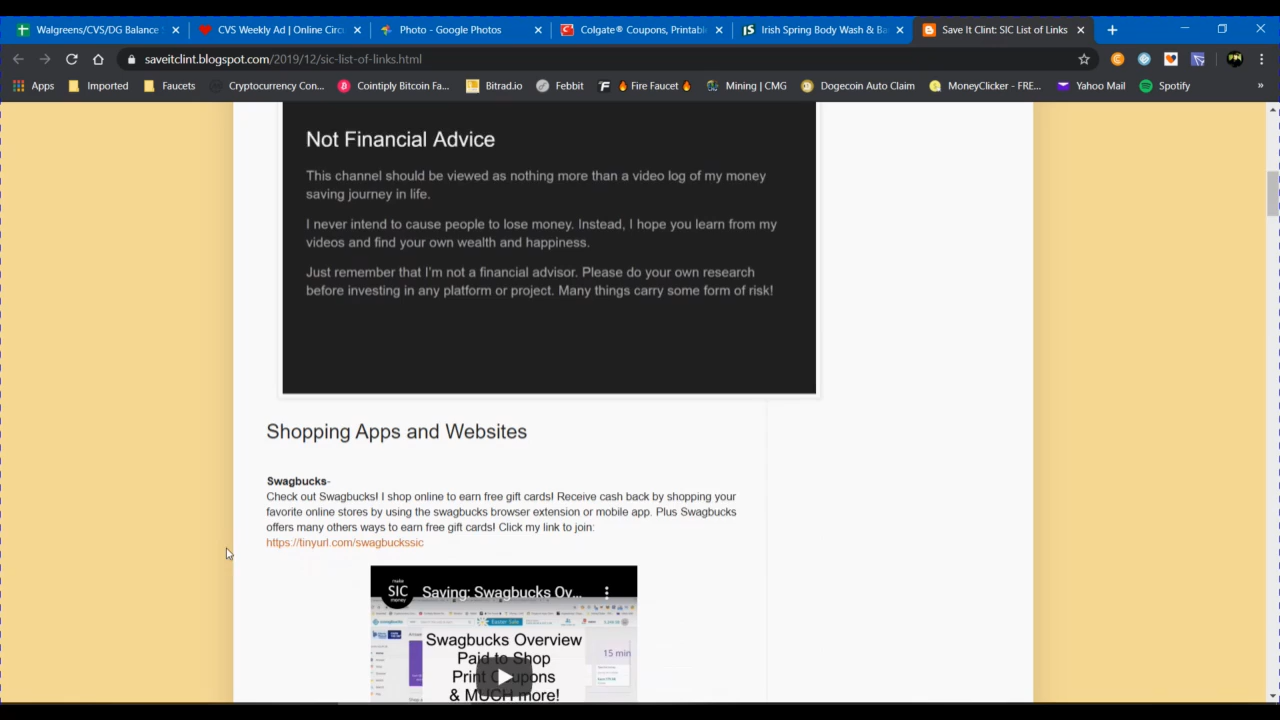 Walgreens/CVS/DG Balance
CVS Weekly Ad | Online Circ
Photo - Google Photos
Colgate® Coupons, Printabl
Irish Spring Body Wash & Ba
Save It Clint: SIC List of Links
saveitclint.blogspot.com/2019/12/sic-list-of-links.html
Apps
Imported
Faucets
Cryptocurrency Con...
Cointiply Bitcoin Fa...
Bitrad.io
Febbit
🔥 Fire Faucet 🔥
Mining | CMG
Dogecoin Auto Claim
MoneyClicker - FRE...
Yahoo Mail
Spotify
»
Not Financial Advice
This channel should be viewed as nothing more than a video log of my money
saving journey in life.
I never intend to cause people to lose money. Instead, I hope you learn from my
videos and find your own wealth and happiness.
Just remember that I'm not a financial advisor. Please do your own research
before investing in any platform or project. Many things carry some form of risk!
Shopping Apps and Websites
Swagbucks-
Check out Swagbucks! I shop online to earn free gift cards! Receive cash back by shopping your
favorite online stores by using the swagbucks browser extension or mobile app. Plus Swagbucks
offers many others ways to earn free gift cards! Click my link to join:
https://tinyurl.com/swagbuckssic
make
SIC
money
Saving: Swagbucks Ov...
Swagbucks Overview
Paid to Shop
15 min
Print Coupons
& MUCH more!